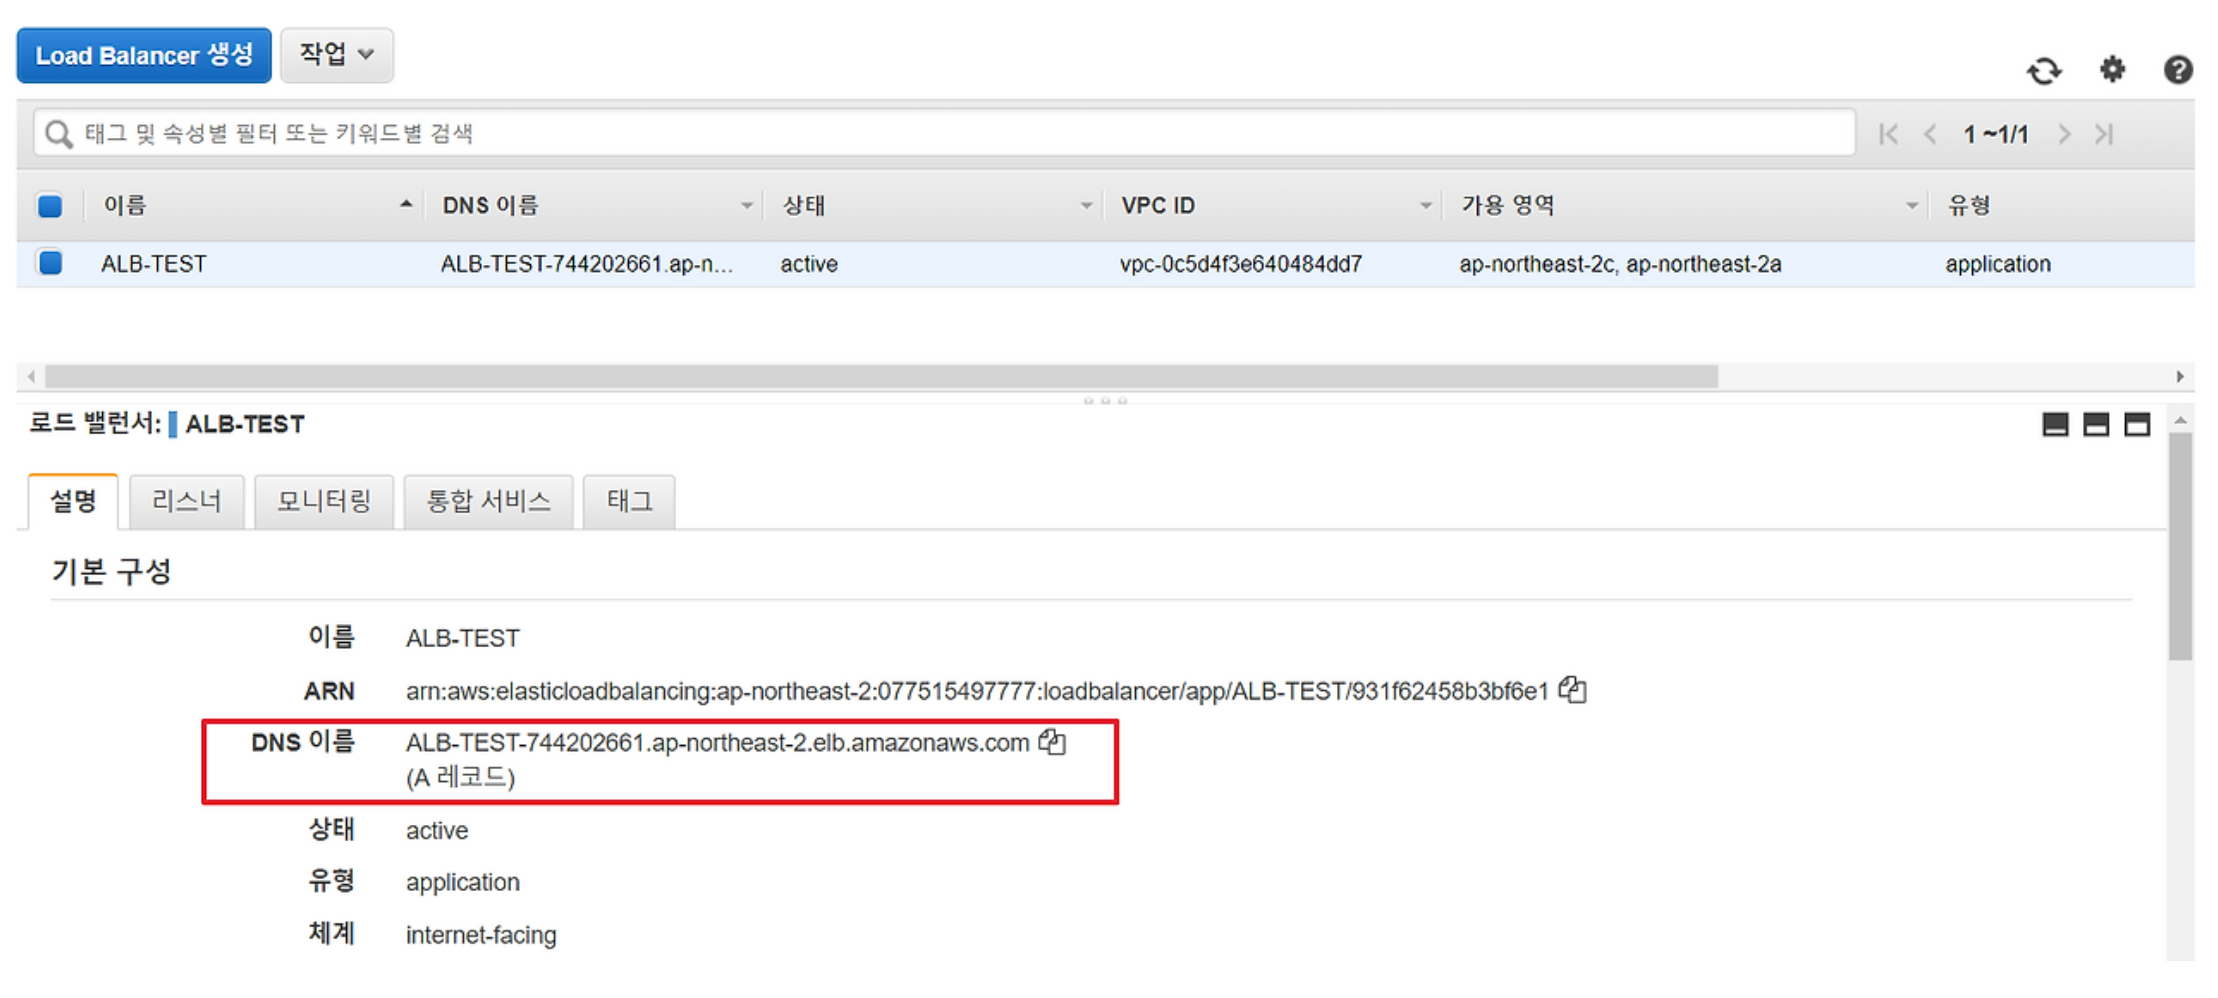 Load Balancer 생성 작업
태그 및 속성별 필터 또는 키워드별 검색 1 ~1/1
이름 DNS 이름 상태 VPC ID 가용 영역 유형
ALB-TEST ALB-TEST-744202661.ap-n... active vpc-0c5d4f3e640484dd7 ap-northeast-2c, ap-northeast-2a application
로드 밸런서: ALB-TEST
설명 리스너 모니터링 통합 서비스 태그
기본 구성
이름 ALB-TEST
ARN arn:aws:elasticloadbalancing:ap-northeast-2:077515497777:loadbalancer/app/ALB-TEST/931f62458b3bf6e1
DNS 이름 ALB-TEST-744202661.ap-northeast-2.elb.amazonaws.com
(A 레코드)
상태 active
유형 application
체계 internet-facing